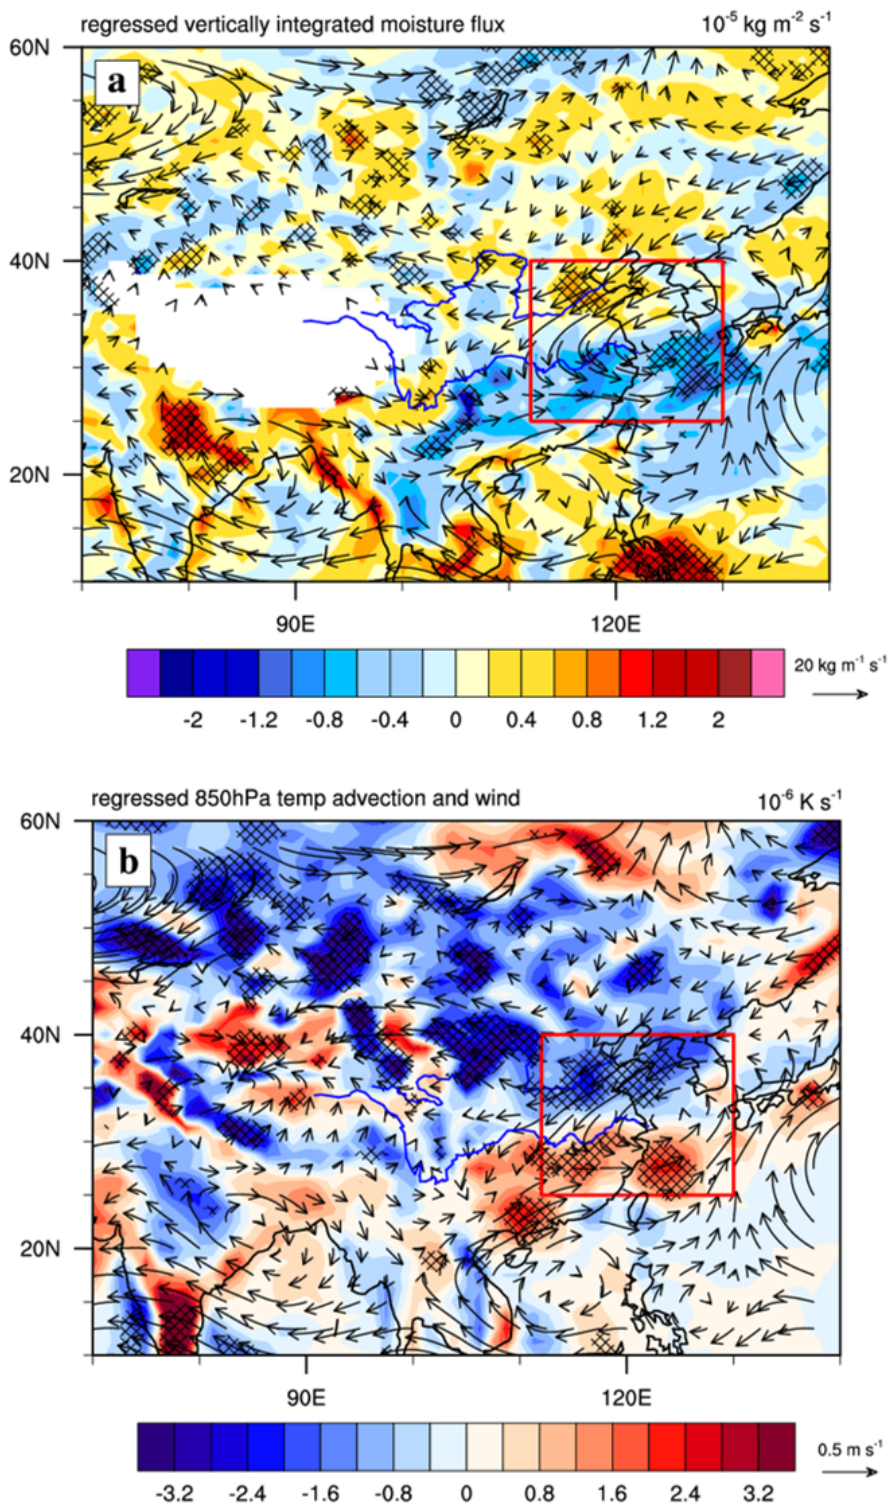 regressed vertically integrated moisture flux 10⁻⁵ kg m⁻² s⁻¹
60N
a
40N
20N
90E 120E
20 kg m⁻¹ s⁻¹
-2 -1.2 -0.8 -0.4 0 0.4 0.8 1.2 2
regressed 850hPa temp advection and wind 10⁻⁶ K s⁻¹
60N
b
40N
20N
90E 120E
0.5 m s⁻¹
-3.2 -2.4 -1.6 -0.8 0 0.8 1.6 2.4 3.2